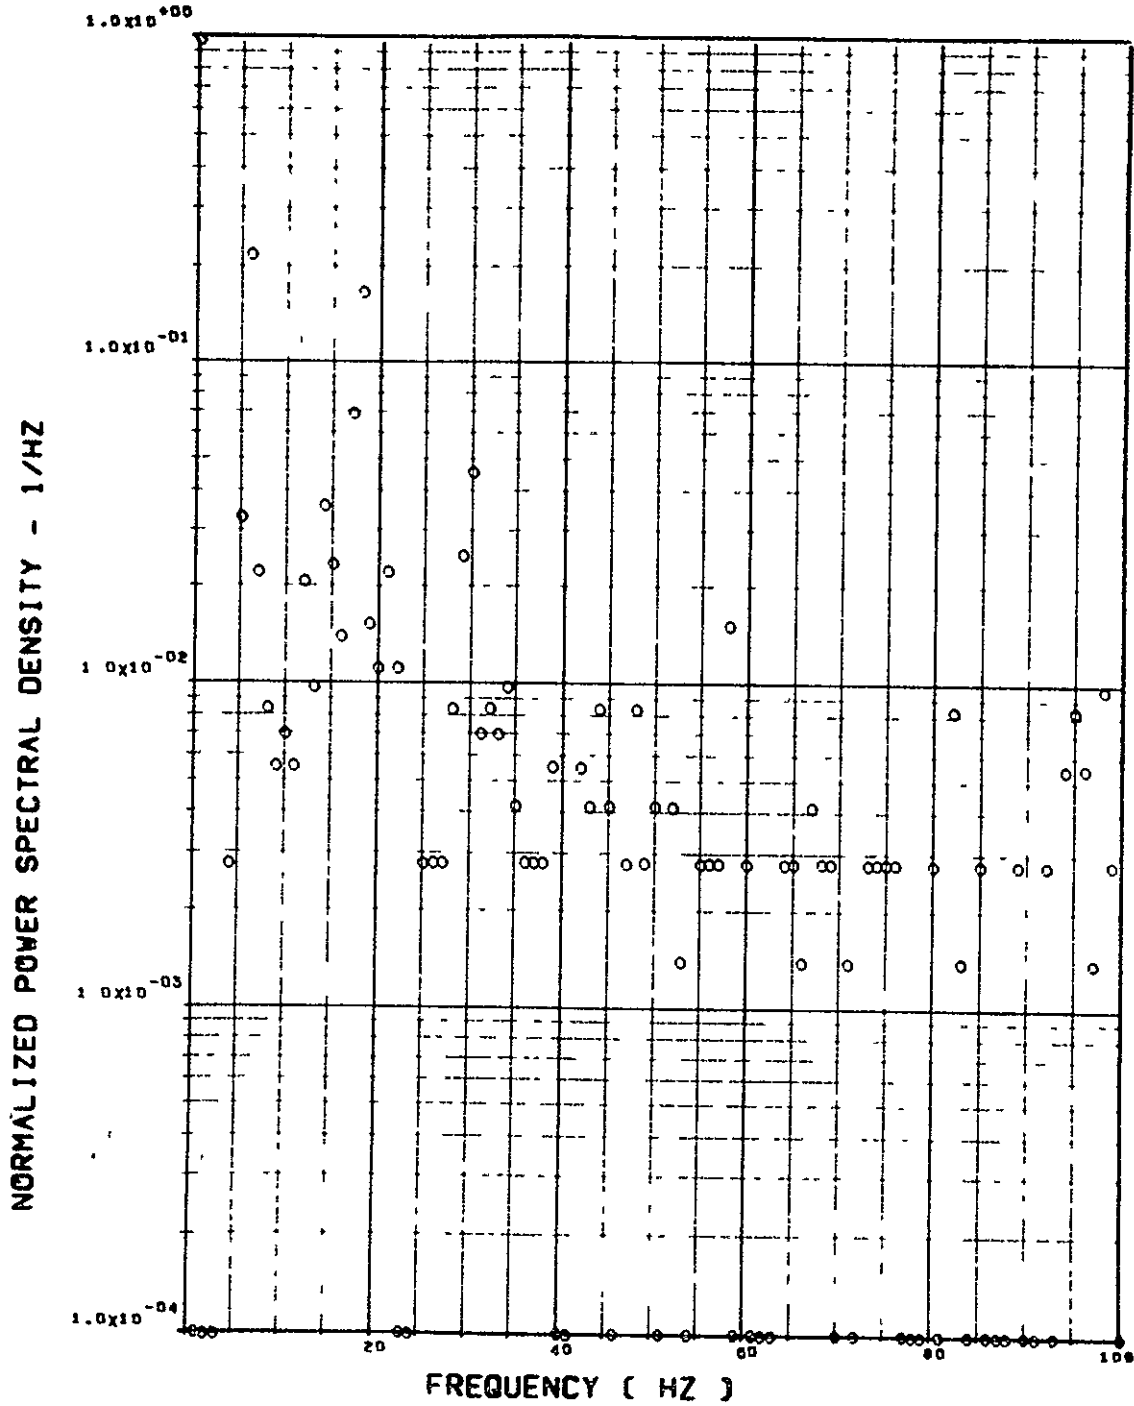 1.0x10+00
1.0x10-01
1 0x10-02
1 0x10-03
1.0x10-04
NORMALIZED POWER SPECTRAL DENSITY - 1/HZ
20
40
60
80
100
FREQUENCY ( HZ )